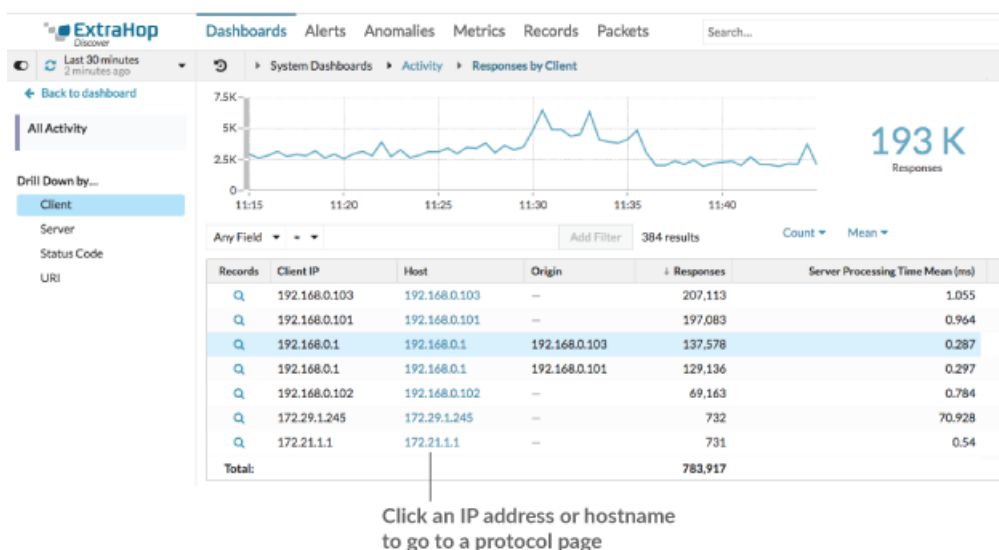 ExtraHop
Discover
Dashboards Alerts Anomalies Metrics Records Packets Search...
Last 30 minutes
2 minutes ago
System Dashboards Activity Responses by Client
Back to dashboard
All Activity
Drill Down by...
Client
Server
Status Code
URI
7.5K
5K
2.5K
0
11:15 11:20 11:25 11:30 11:35 11:40
193 K
Responses
Any Field = Add Filter 384 results Count Mean
Records Client IP Host Origin ↓ Responses Server Processing Time Mean (ms)
192.168.0.103 192.168.0.103 — 207,113 1.055
192.168.0.101 192.168.0.101 — 197,083 0.964
192.168.0.1 192.168.0.1 192.168.0.103 137,578 0.287
192.168.0.1 192.168.0.1 192.168.0.101 129,136 0.297
192.168.0.102 192.168.0.102 — 69,163 0.784
172.29.1.245 172.29.1.245 — 732 70.928
172.21.1.1 172.21.1.1 — 731 0.54
Total: 783,917
Click an IP address or hostname
to go to a protocol page